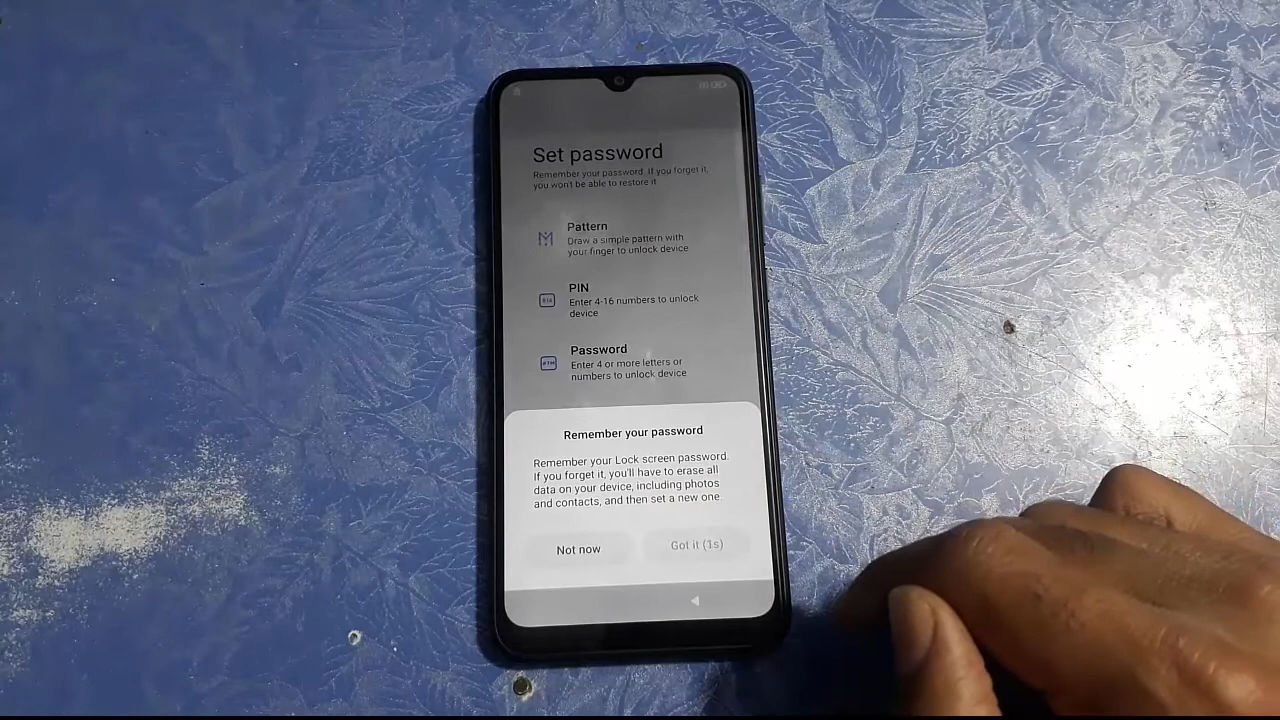 Set password
Remember your password. If you forget it,
you won't be able to restore it
Pattern
Draw a simple pattern with
your finger to unlock device
PIN
Enter 4-16 numbers to unlock
device
Password
Enter 4 or more letters or
numbers to unlock device
Remember your password
Remember your Lock screen password.
If you forget it, you'll have to erase all
data on your device, including photos
and contacts, and then set a new one.
Not now
Got it (1s)